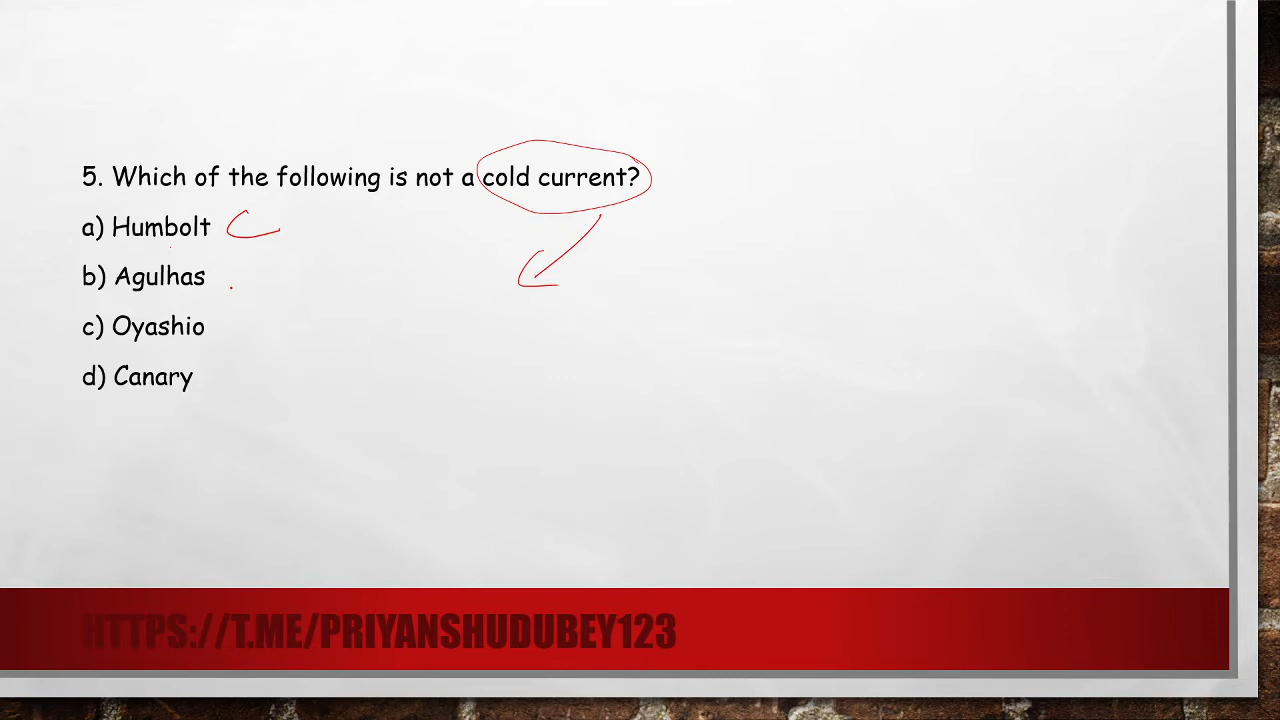 5. Which of the following is not a cold current?
a) Humbolt C
b) Agulhas
c) Oyashio
d) Canary
HTTPS://T.ME/PRIYANSHUDUBEY123